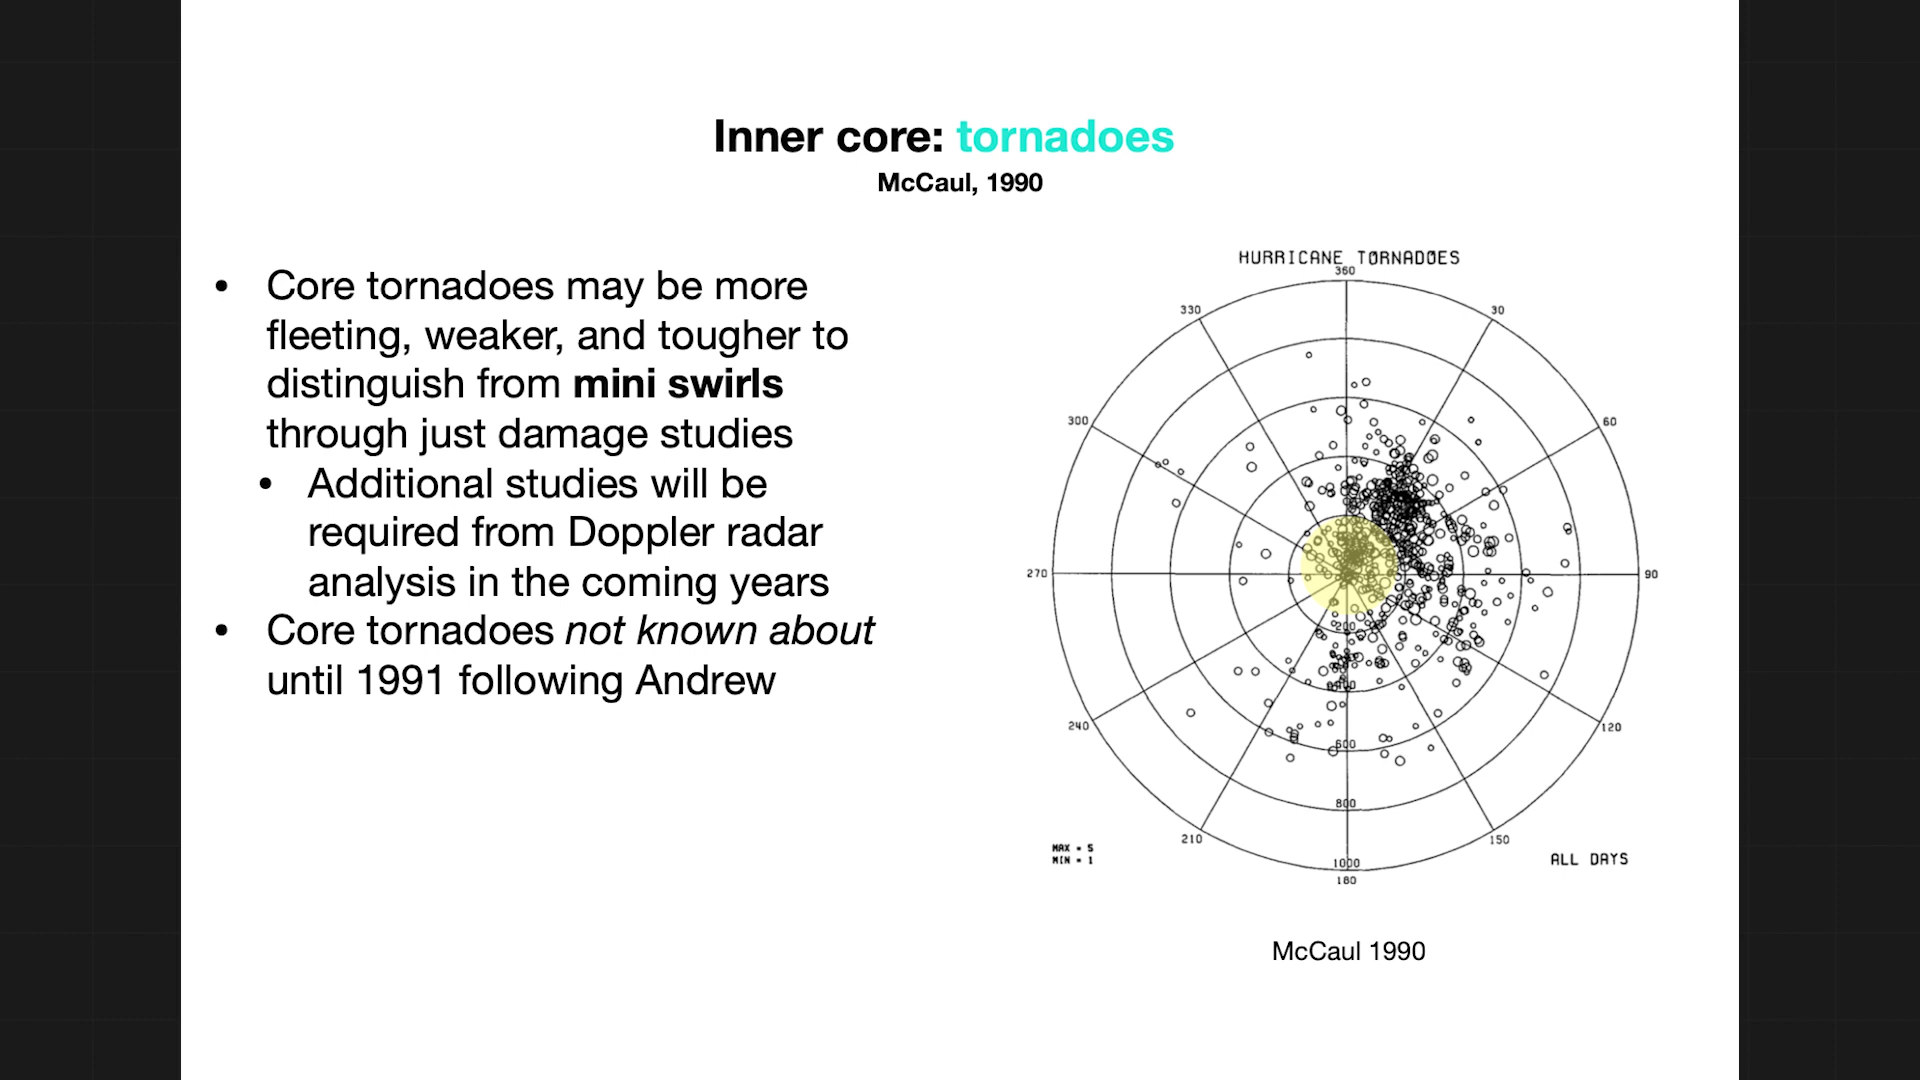 Inner core: tornadoes
McCaul, 1990
• Core tornadoes may be more
fleeting, weaker, and tougher to
distinguish from mini swirls
through just damage studies
• Additional studies will be
required from Doppler radar
analysis in the coming years
• Core tornadoes not known about
until 1991 following Andrew
HURRICANE TORNADOES
360
330
30
300
60
270
90
200
400
240
120
600
800
210
150
MAX = 5
MIN = 1
ALL DAYS
1000
180
McCaul 1990